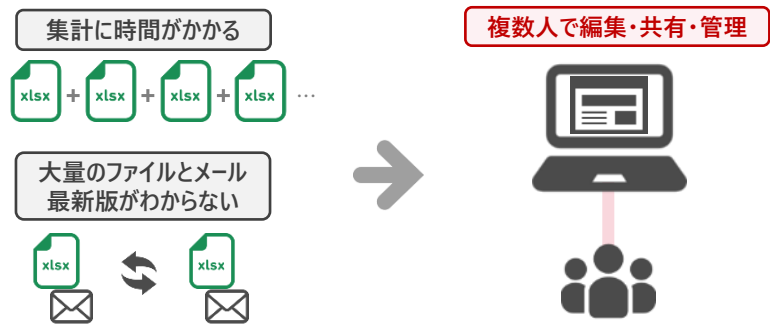 集計に時間がかかる
xlsx + xlsx + xlsx + xlsx …
大量のファイルとメール
最新版がわからない
xlsx xlsx
複数人で編集・共有・管理